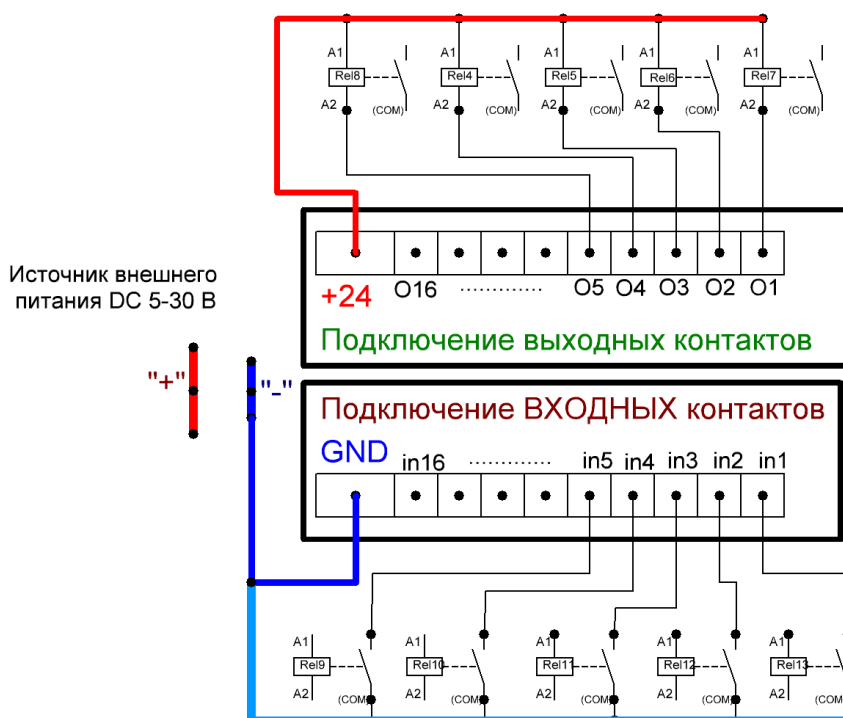 A1 A1 A1 A1 A1
Rel8 Rel4 Rel5 Rel6 Rel7
A2 (COM) A2 (COM) A2 (COM) A2 (COM) A2 (COM)
Источник внешнего
питания DC 5-30 В
+24 O16 ............... O5 O4 O3 O2 O1
Подключение выходных контактов
"+" "-"
Подключение ВХОДНЫХ контактов
GND in16 ............... in5 in4 in3 in2 in1
A1 A1 A1 A1 A1
Rel9 Rel10 Rel11 Rel12 Rel13
A2 (COM) A2 (COM) A2 (COM) A2 (COM) A2 (COM)